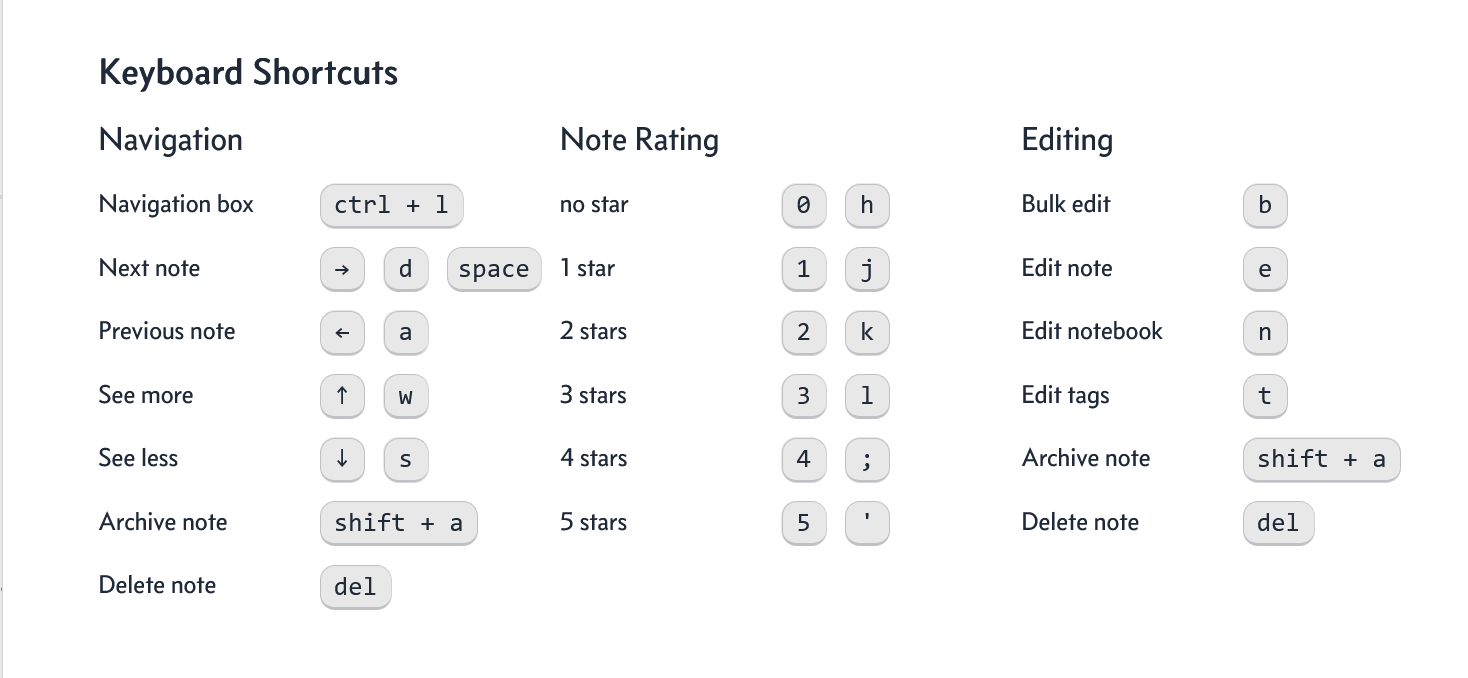 Keyboard Shortcuts
Navigation
Navigation box ctrl + l
Next note → d space
Previous note ← a
See more ↑ w
See less ↓ s
Archive note shift + a
Delete note del
Note Rating
no star 0 h
1 star 1 j
2 stars 2 k
3 stars 3 l
4 stars 4 ;
5 stars 5 '
Editing
Bulk edit b
Edit note e
Edit notebook n
Edit tags t
Archive note shift + a
Delete note del